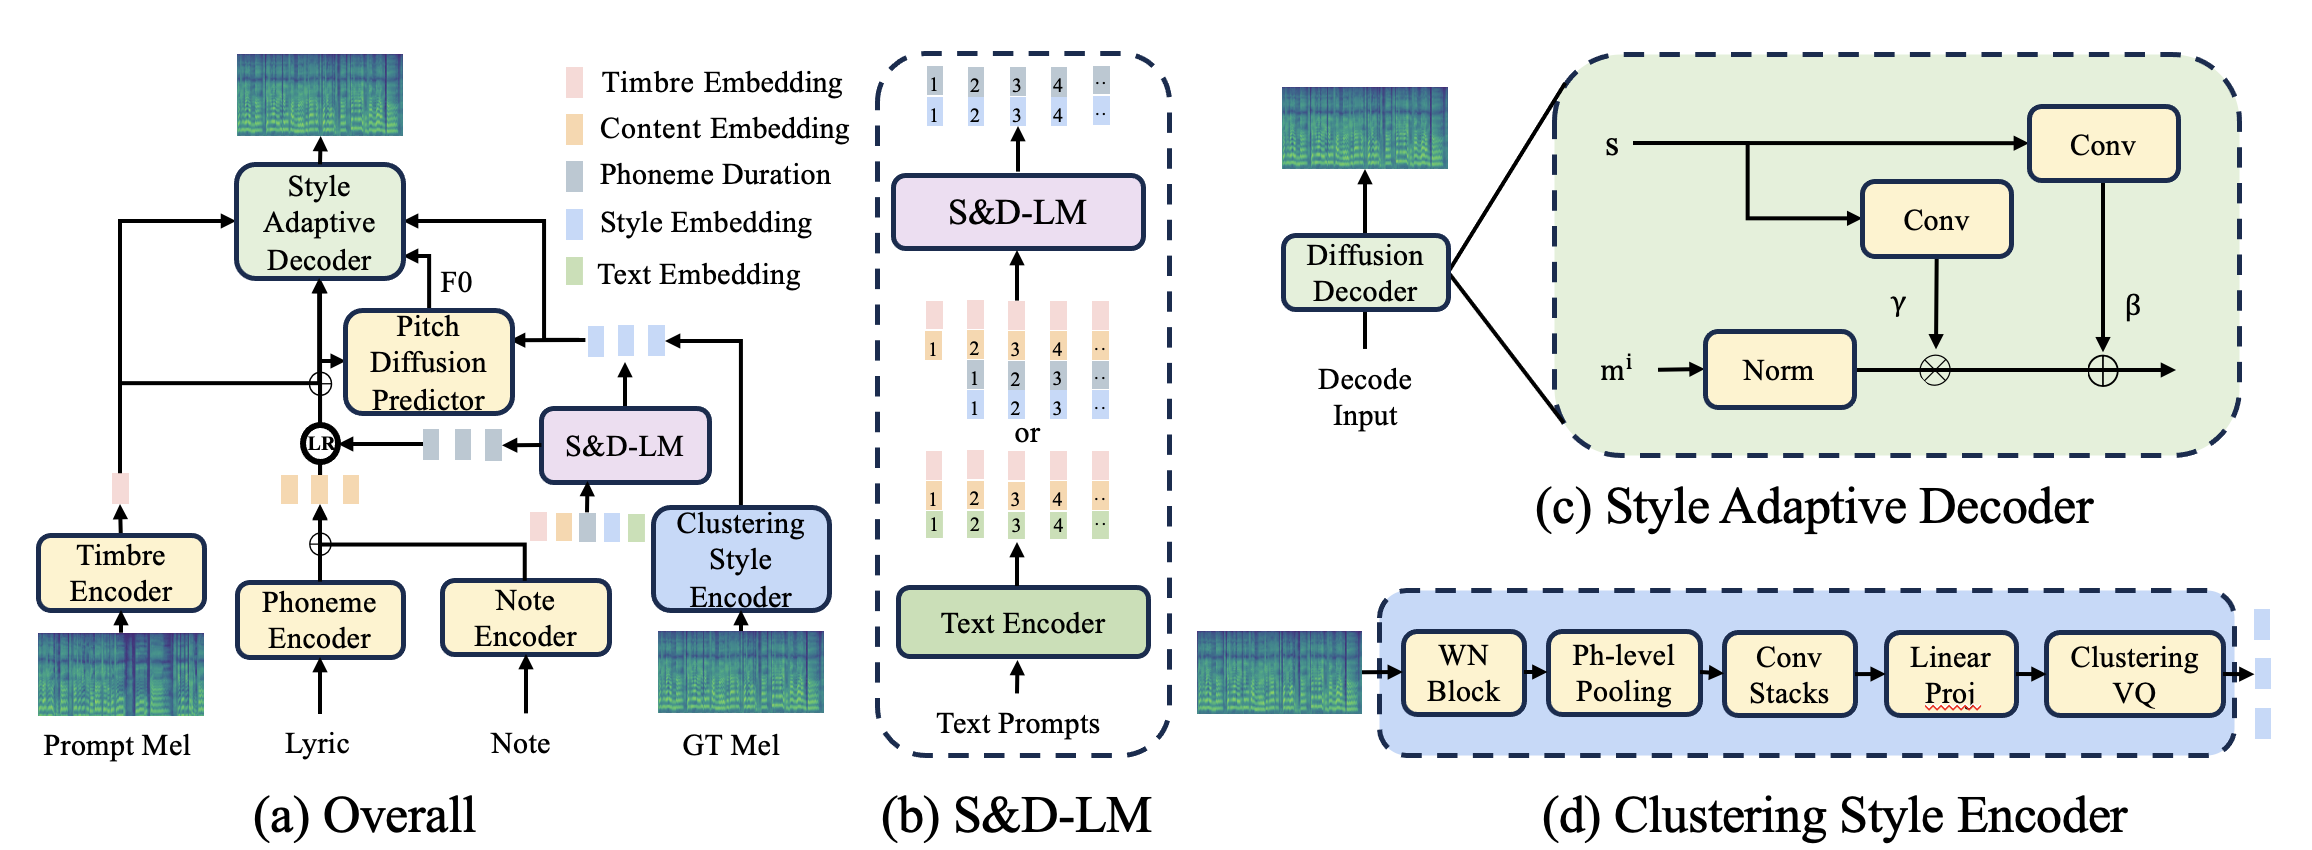 Timbre Embedding
Content Embedding
Phoneme Duration
Style Embedding
Text Embedding
Style
Adaptive
Decoder
F0
Pitch
Diffusion
Predictor
LR
S&D-LM
Timbre
Encoder
Phoneme
Encoder
Note
Encoder
Clustering
Style
Encoder
Prompt Mel
Lyric
Note
GT Mel
(a) Overall
1 2 3 4 ..
1 2 3 4 ..
S&D-LM
1 2 3 4 ..
1 2 3 ..
1 2 3 ..
or
1 2 3 4 ..
1 2 3 4 ..
Text Encoder
Text Prompts
(b) S&D-LM
Diffusion
Decoder
Decode
Input
s
Conv
Conv
γ
β
mⁱ
Norm
(c) Style Adaptive Decoder
WN
Block
Ph-level
Pooling
Conv
Stacks
Linear
Proj
Clustering
VQ
(d) Clustering Style Encoder